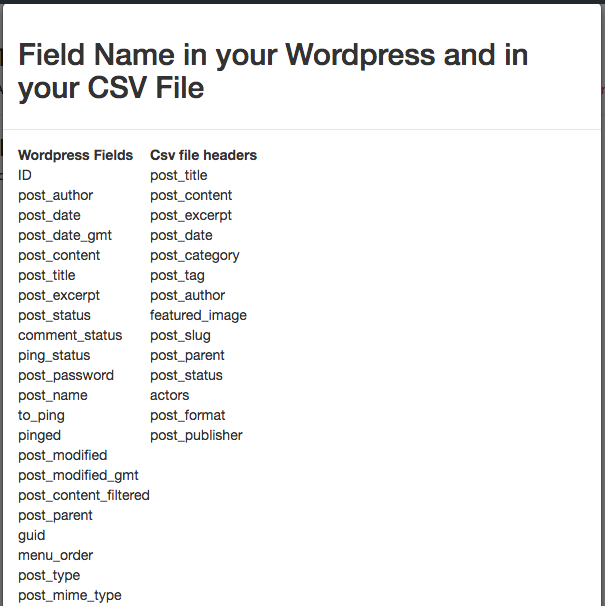 Field Name in your Wordpress and in
your CSV File
Wordpress Fields Csv file headers
ID post_title
post_author post_content
post_date post_excerpt
post_date_gmt post_date
post_content post_category
post_title post_tag
post_excerpt post_author
post_status featured_image
comment_status post_slug
ping_status post_parent
post_password post_status
post_name actors
to_ping post_format
pinged post_publisher
post_modified
post_modified_gmt
post_content_filtered
post_parent
guid
menu_order
post_type
post_mime_type